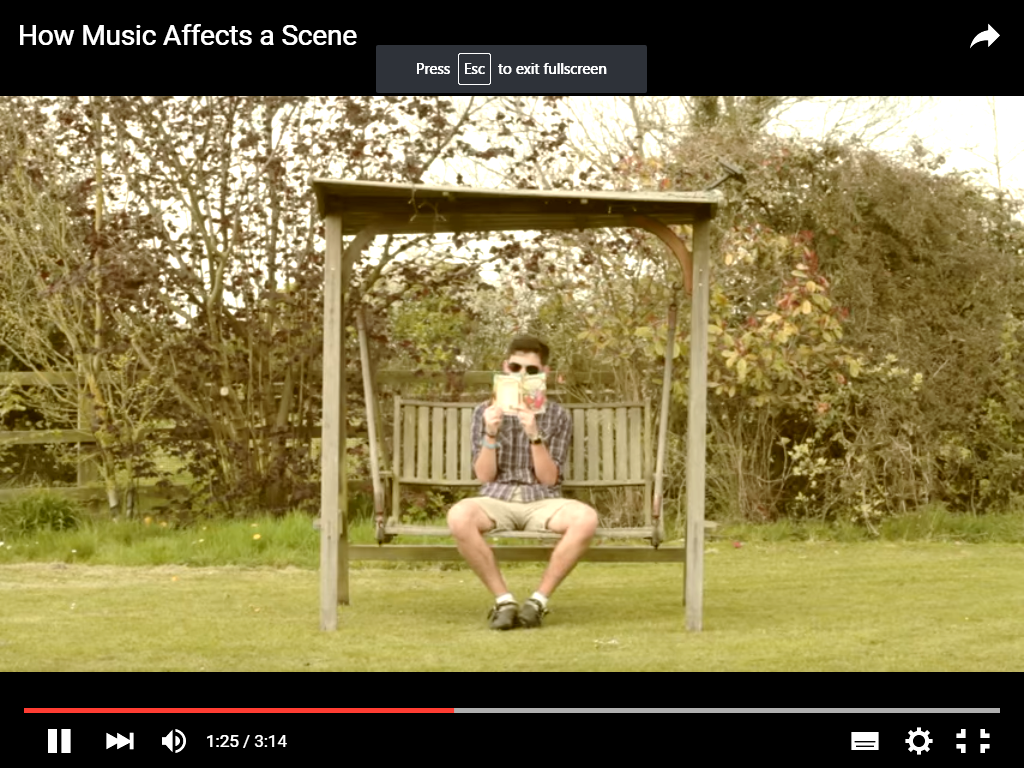 How Music Affects a Scene
Press Esc to exit fullscreen
1:25 / 3:14